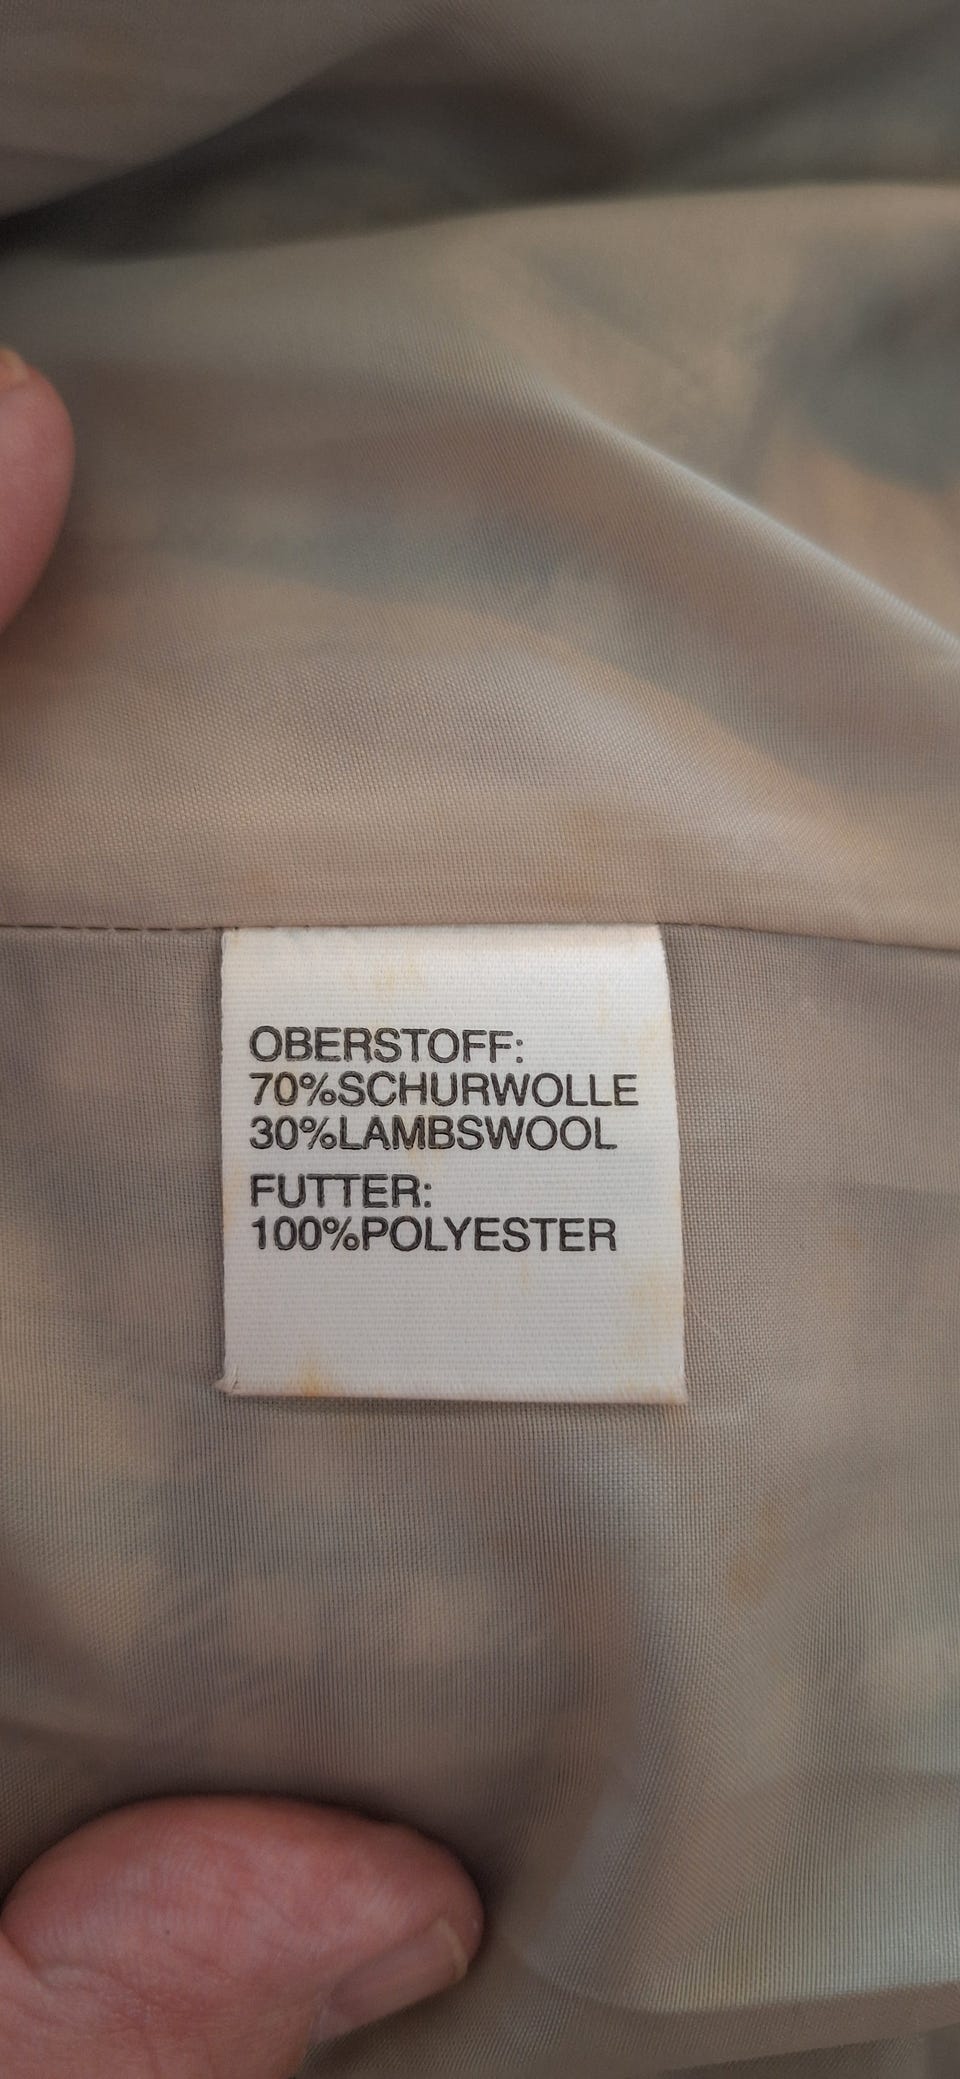 OBERSTOFF:
70%SCHURWOLLE
30%LAMBSWOOL
FUTTER:
100%POLYESTER